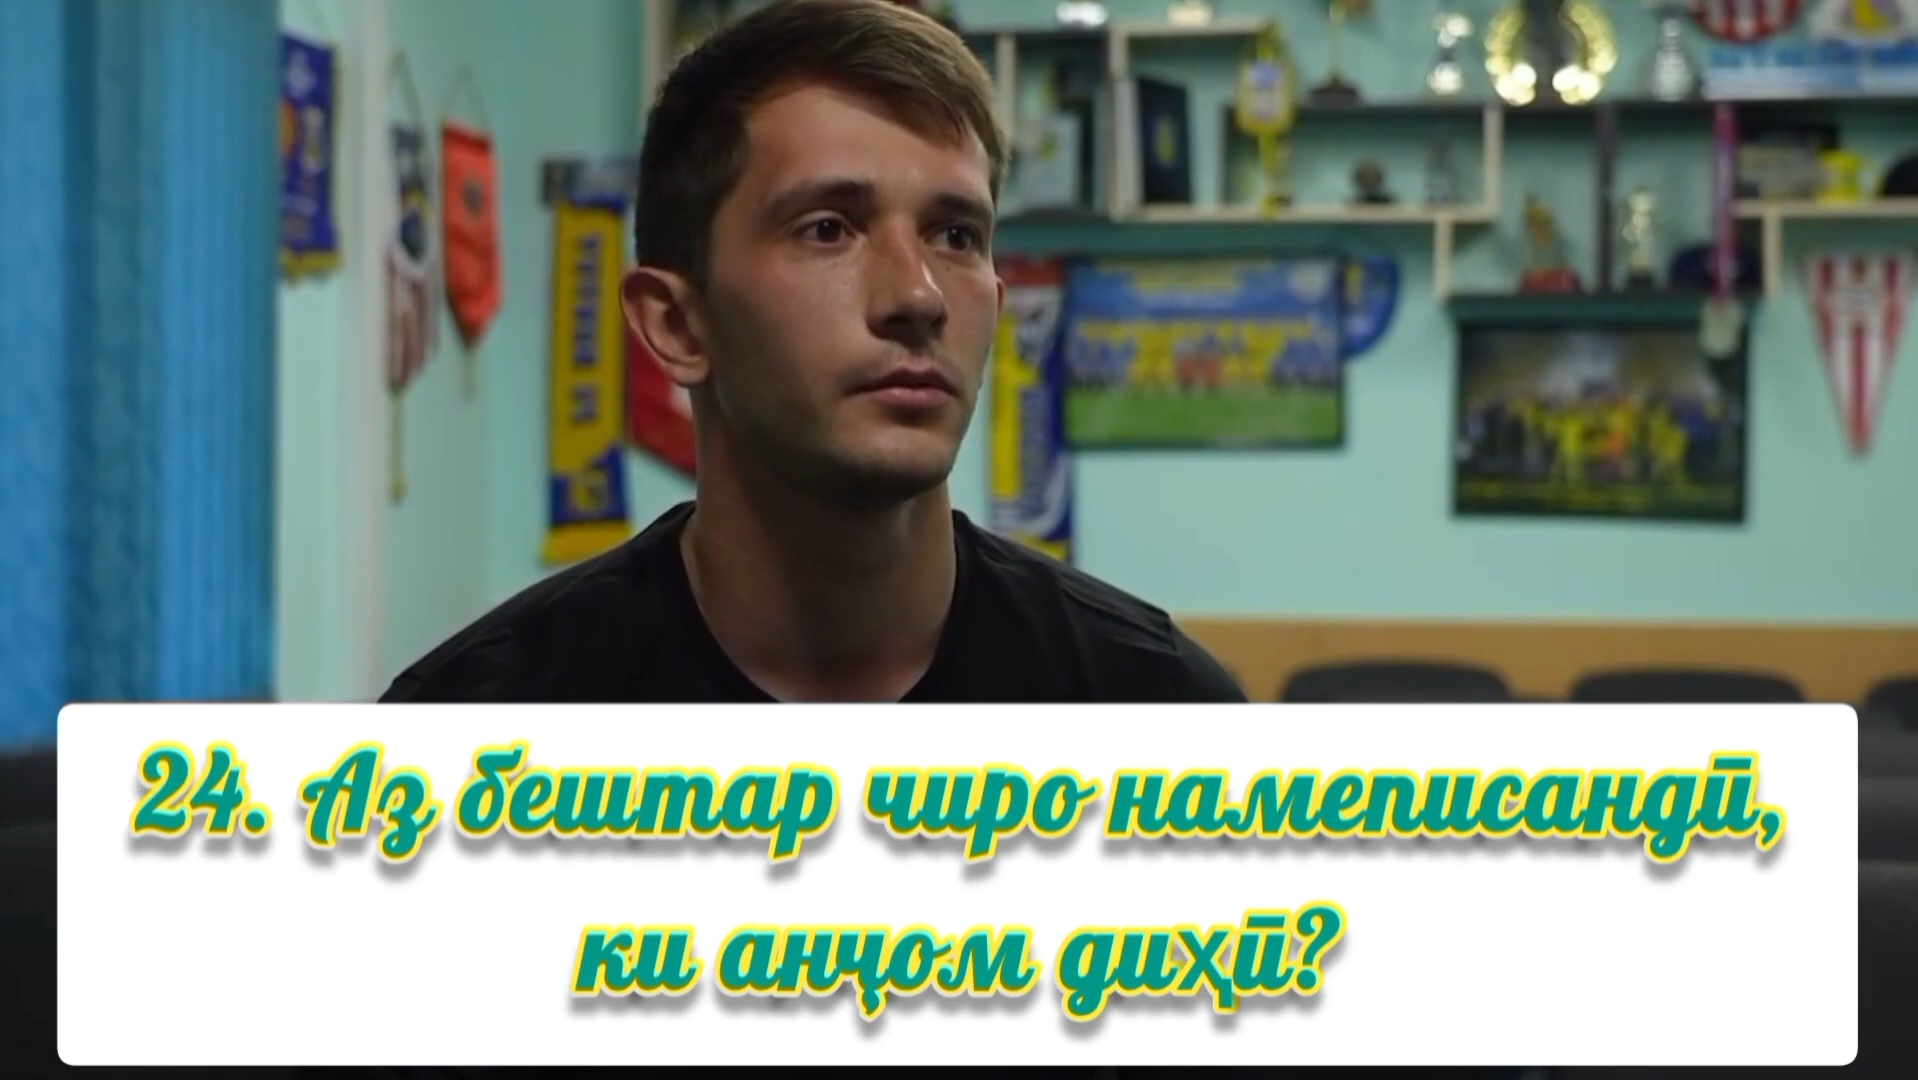 24. Аз бештар чиро намеписандӣ,
ки анҷом диҳӣ?